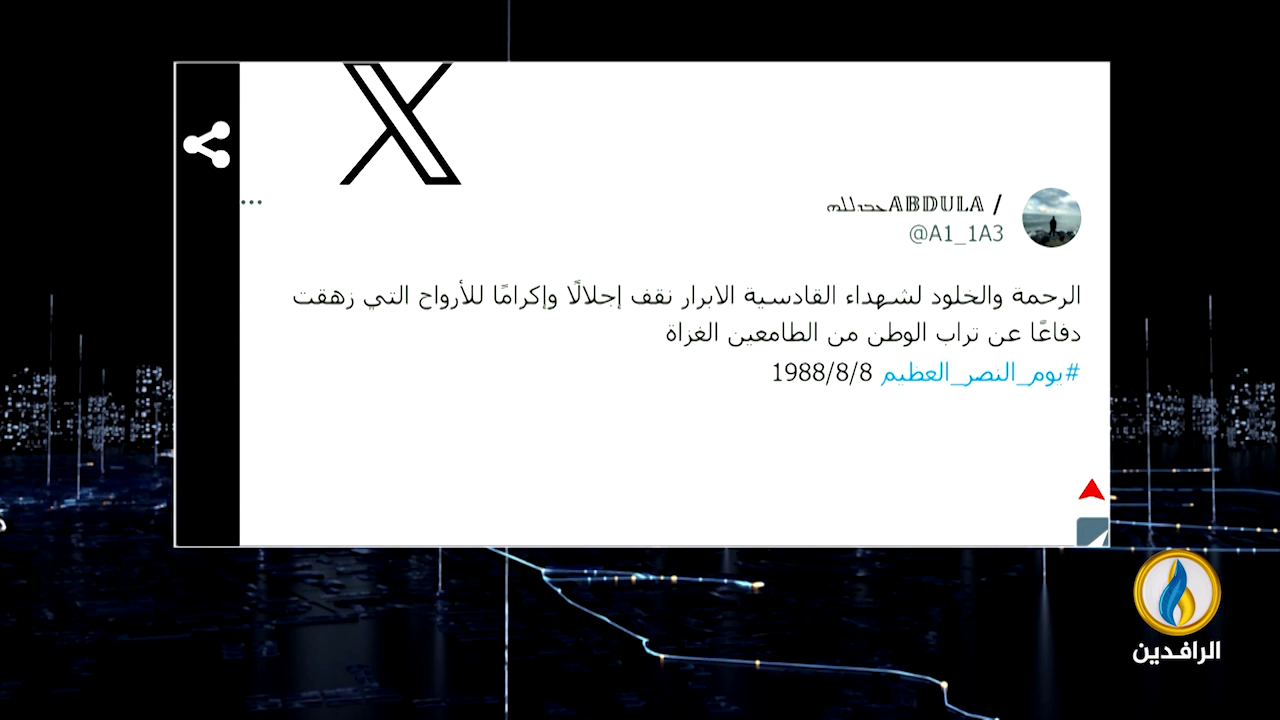 ABDULA / ܥܒܕܠܠܗ
@A1_1A3
الرحمة والخلود لشهداء القادسية الابرار نقف إجلالًا وإكرامًا للأرواح التي زهقت
دفاعًا عن تراب الوطن من الطامعين الغزاة
#يوم_النصر_العظيم 1988/8/8
الرافدين